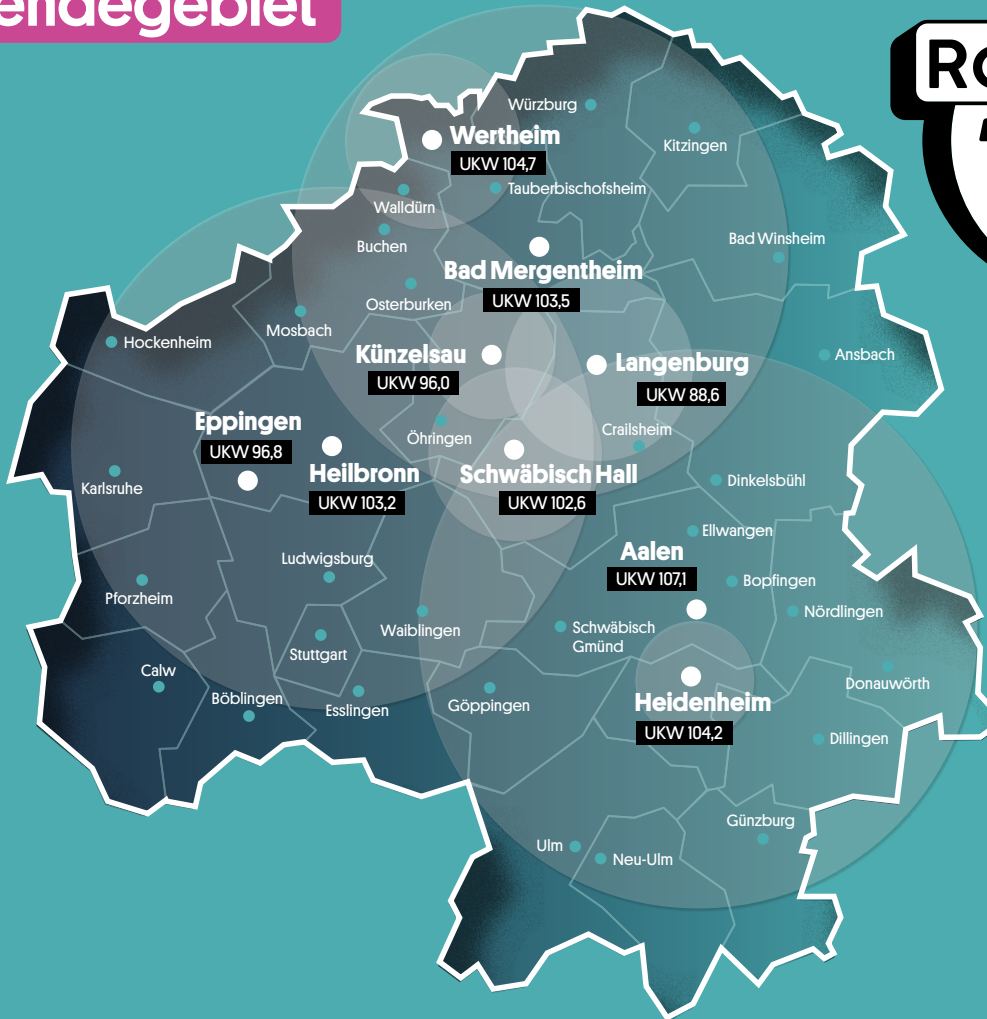 endegebiet
Ro
Würzburg
Kitzingen
Wertheim
UKW 104,7
Tauberbischofsheim
Walldürn
Buchen
Bad Winsheim
Bad Mergentheim
UKW 103,5
Osterburken
Mosbach
Hockenheim
Künzelsau
UKW 96,0
Langenburg
UKW 88,6
Ansbach
Eppingen
UKW 96,8
Öhringen
Crailsheim
Karlsruhe
Heilbronn
UKW 103,2
Schwäbisch Hall
UKW 102,6
Dinkelsbühl
Ellwangen
Aalen
UKW 107,1
Ludwigsburg
Bopfingen
Pforzheim
Nördlingen
Waiblingen
Schwäbisch
Gmünd
Stuttgart
Calw
Donauwörth
Böblingen
Esslingen
Göppingen
Heidenheim
UKW 104,2
Dillingen
Günzburg
Ulm
Neu-Ulm